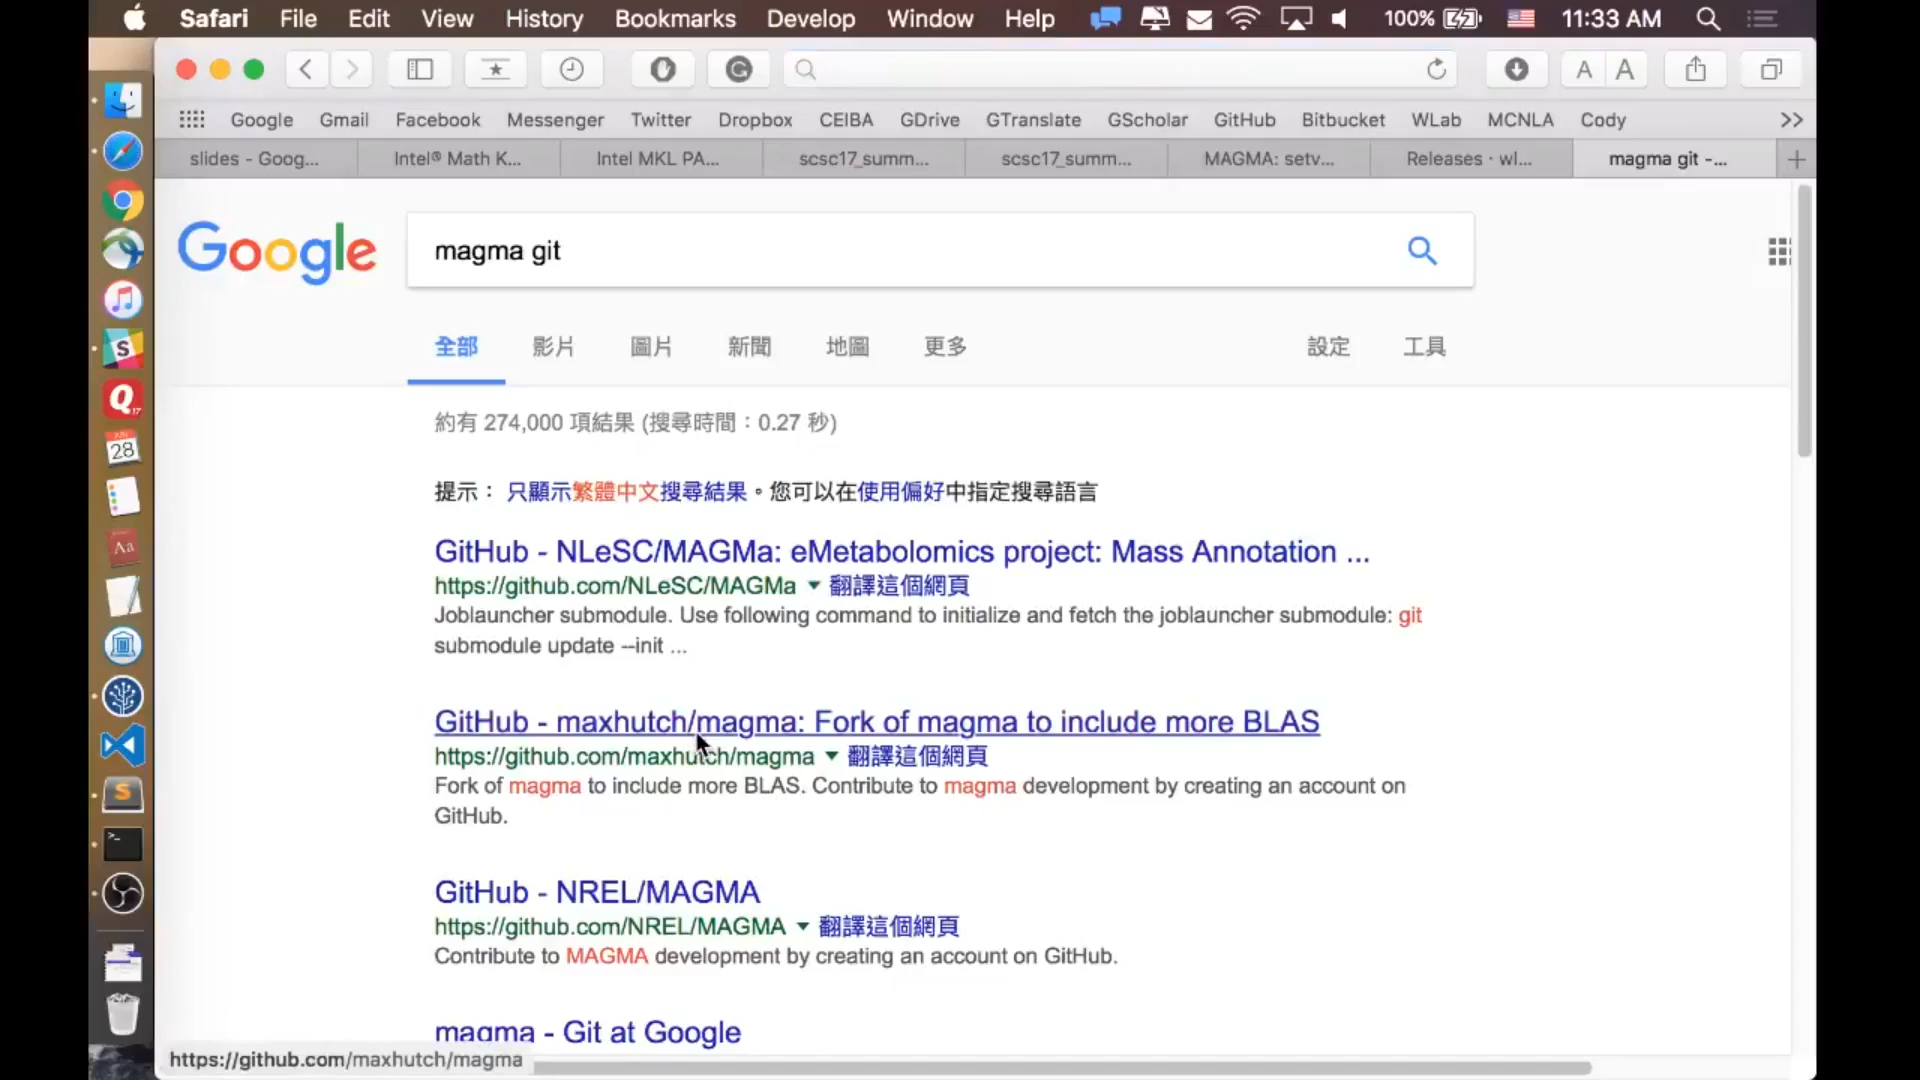 Safari File Edit View History Bookmarks Develop Window Help 100% 11:33 AM
A A
Google Gmail Facebook Messenger Twitter Dropbox CEIBA GDrive GTranslate GScholar GitHub Bitbucket WLab MCNLA Cody >>
slides - Goog... Intel® Math K... Intel MKL PA... scsc17_summ... scsc17_summ... MAGMA: setv... Releases · wl... magma git -... +
Google magma git
全部 影片 圖片 新聞 地圖 更多 設定 工具
約有 274,000 項結果 (搜尋時間：0.27 秒)
提示： 只顯示繁體中文搜尋結果。您可以在使用偏好中指定搜尋語言
GitHub - NLeSC/MAGMa: eMetabolomics project: Mass Annotation ...
https://github.com/NLeSC/MAGMa ▼ 翻譯這個網頁
Joblauncher submodule. Use following command to initialize and fetch the joblauncher submodule: git
submodule update --init ...
GitHub - maxhutch/magma: Fork of magma to include more BLAS
https://github.com/maxhutch/magma ▼ 翻譯這個網頁
Fork of magma to include more BLAS. Contribute to magma development by creating an account on
GitHub.
GitHub - NREL/MAGMA
https://github.com/NREL/MAGMA ▼ 翻譯這個網頁
Contribute to MAGMA development by creating an account on GitHub.
magma - Git at Google
https://github.com/maxhutch/magma
S
Q
28
Aa
S